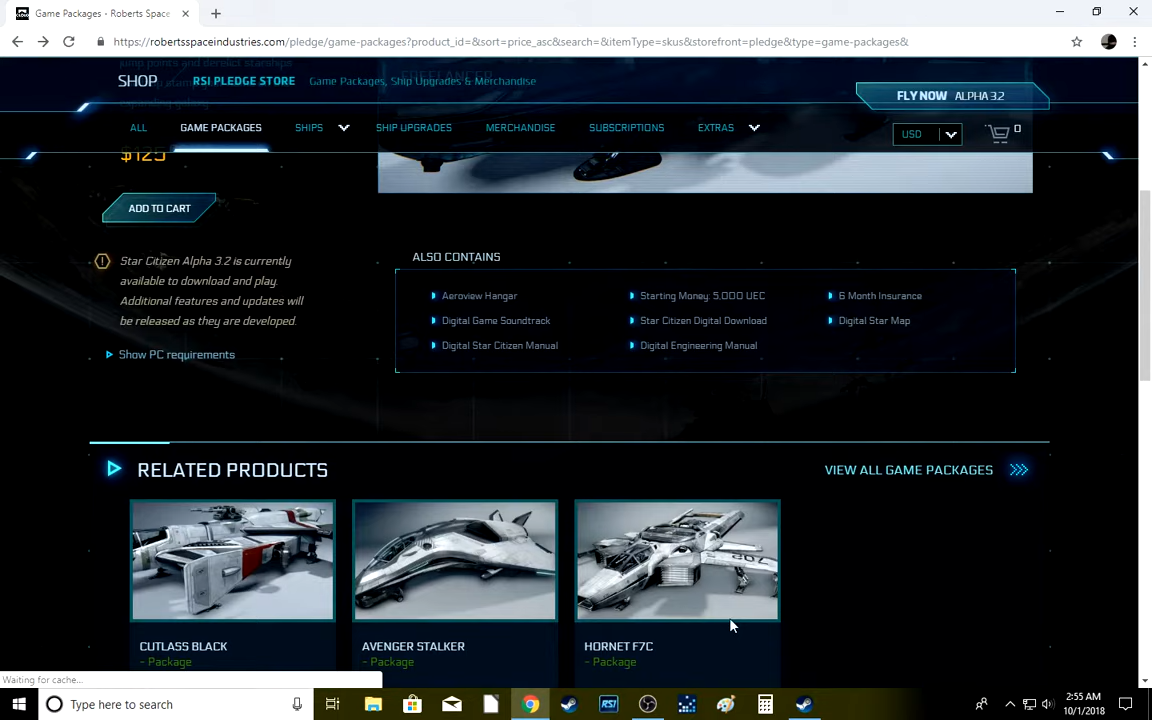 Game Packages - Roberts Space
https://robertsspaceindustries.com/pledge/game-packages?product_id=&sort=price_asc&search=&itemType=skus&storefront=pledge&type=game-packages&
jump points and derelict starships
FREELANCER
SHOP
RSI PLEDGE STORE
Game Packages, Ship Upgrades & Merchandise
FLY NOW ALPHA 3.2
ALL
GAME PACKAGES
SHIPS
SHIP UPGRADES
MERCHANDISE
SUBSCRIPTIONS
EXTRAS
USD
0
$125
ADD TO CART
Star Citizen Alpha 3.2 is currently
available to download and play.
Additional features and updates will
be released as they are developed.
Show PC requirements
ALSO CONTAINS
Aeroview Hangar
Starting Money: 5,000 UEC
6 Month Insurance
Digital Game Soundtrack
Star Citizen Digital Download
Digital Star Map
Digital Star Citizen Manual
Digital Engineering Manual
RELATED PRODUCTS
VIEW ALL GAME PACKAGES
CUTLASS BLACK
- Package
AVENGER STALKER
- Package
HORNET F7C
- Package
Waiting for cache...
Type here to search
RSI
2:55 AM
10/1/2018